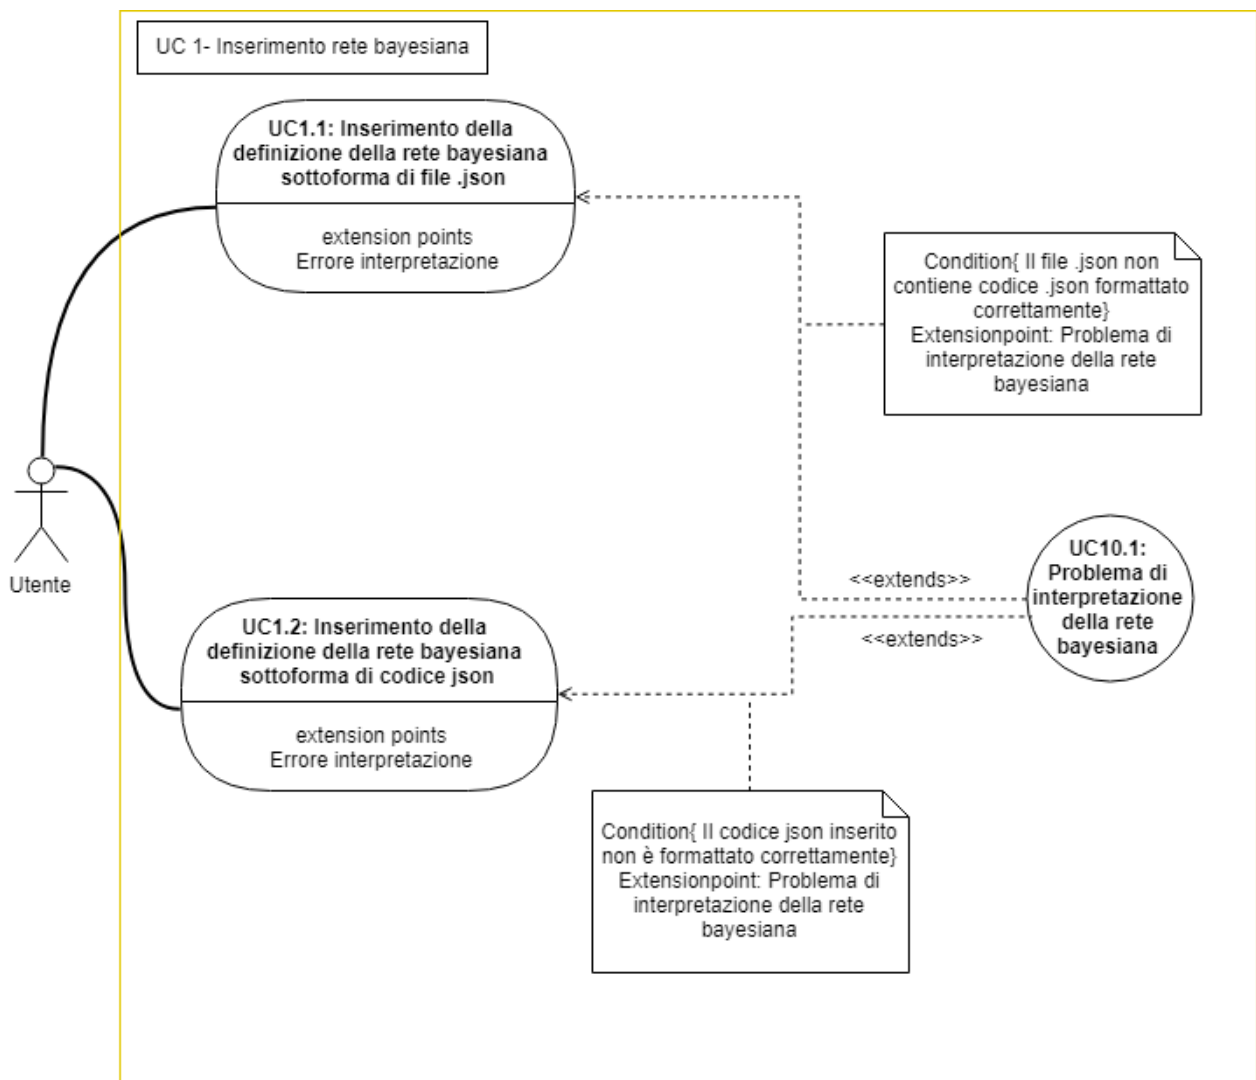 UC 1- Inserimento rete bayesiana
UC1.1: Inserimento della
definizione della rete bayesiana
sottoforma di file .json
extension points
Errore interpretazione
Condition{ Il file .json non
contiene codice .json formattato
correttamente}
Extensionpoint: Problema di
interpretazione della rete
bayesiana
Utente
<<extends>>
<<extends>>
UC10.1:
Problema di
interpretazione
della rete
bayesiana
UC1.2: Inserimento della
definizione della rete bayesiana
sottoforma di codice json
extension points
Errore interpretazione
Condition{ Il codice json inserito
non è formattato correttamente}
Extensionpoint: Problema di
interpretazione della rete
bayesiana